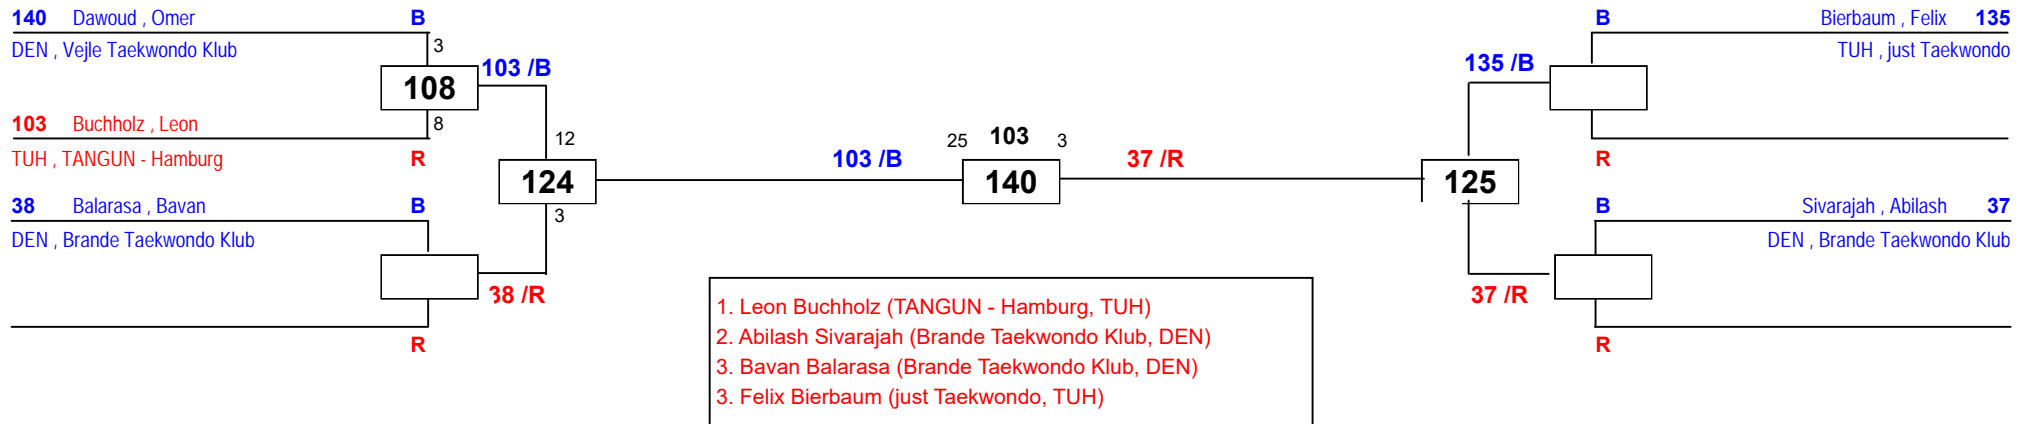 140 Dawoud , Omer B
DEN , Vejle Taekwondo Klub
3
108
103 /B
8
103 Buchholz , Leon
TUH , TANGUN - Hamburg R
12
124
3
38 Balarasa , Bavan B
DEN , Brande Taekwondo Klub
38 /R
R
103 /B
25 103 3
140
37 /R
B Bierbaum , Felix 135
TUH , just Taekwondo
135 /B
R
125
B Sivarajah , Abilash 37
DEN , Brande Taekwondo Klub
37 /R
R
1. Leon Buchholz (TANGUN - Hamburg, TUH)
2. Abilash Sivarajah (Brande Taekwondo Klub, DEN)
3. Bavan Balarasa (Brande Taekwondo Klub, DEN)
3. Felix Bierbaum (just Taekwondo, TUH)